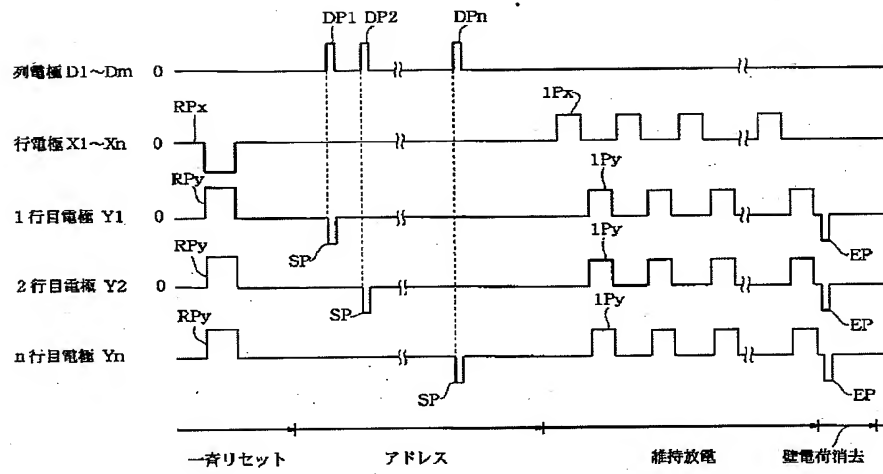 DP1 DP2 DPn
列電極 D1～Dm 0
RPx 1Px
行電極 X1～Xn 0
RPy 1Py
1行目電極 Y1 0
SP EP
RPy 1Py
2行目電極 Y2 0
SP EP
RPy 1Py
n行目電極 Yn
SP EP
一斉リセット アドレス 維持放電 壁電荷消去